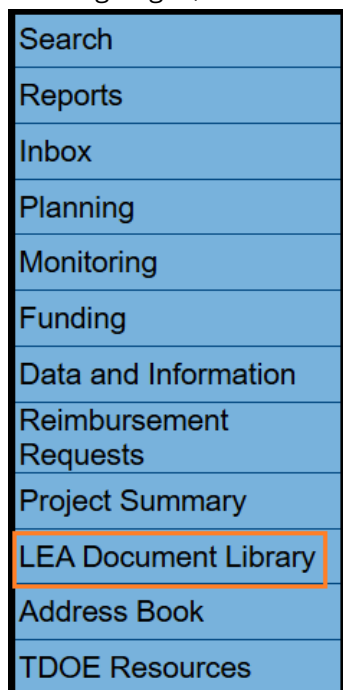 Search
Reports
Inbox
Planning
Monitoring
Funding
Data and Information
Reimbursement
Requests
Project Summary
LEA Document Library
Address Book
TDOE Resources